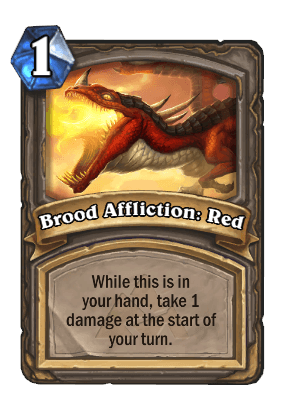 1
Brood Affliction: Red
While this is in
your hand, take 1
damage at the start of
your turn.